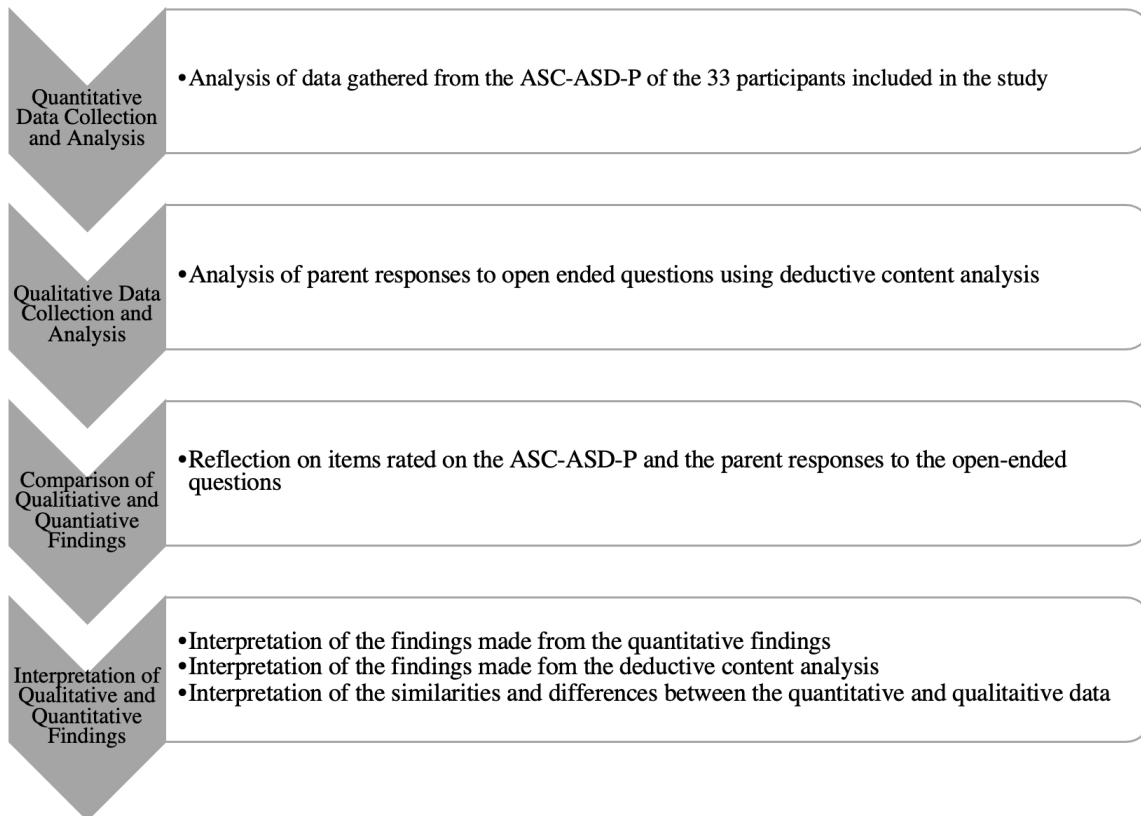 Quantitative
Data Collection
and Analysis
•Analysis of data gathered from the ASC-ASD-P of the 33 participants included in the study
Qualitative Data
Collection and
Analysis
•Analysis of parent responses to open ended questions using deductive content analysis
Comparison of
Qualitiative and
Quantiative
Findings
•Reflection on items rated on the ASC-ASD-P and the parent responses to the open-ended
questions
Interpretation of
Qualitative and
Quantitative
Findings
•Interpretation of the findings made from the quantitative findings
•Interpretation of the findings made fom the deductive content analysis
•Interpretation of the similarities and differences between the quantitative and qualitaitive data